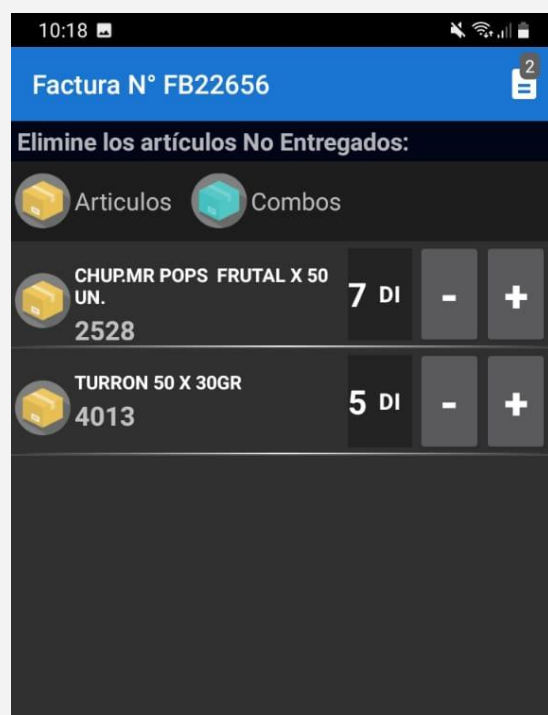 10:18
Factura N° FB22656
2
Elimine los artículos No Entregados:
Articulos Combos
CHUP.MR POPS FRUTAL X 50
UN.
2528
7 DI - +
TURRON 50 X 30GR
4013
5 DI - +